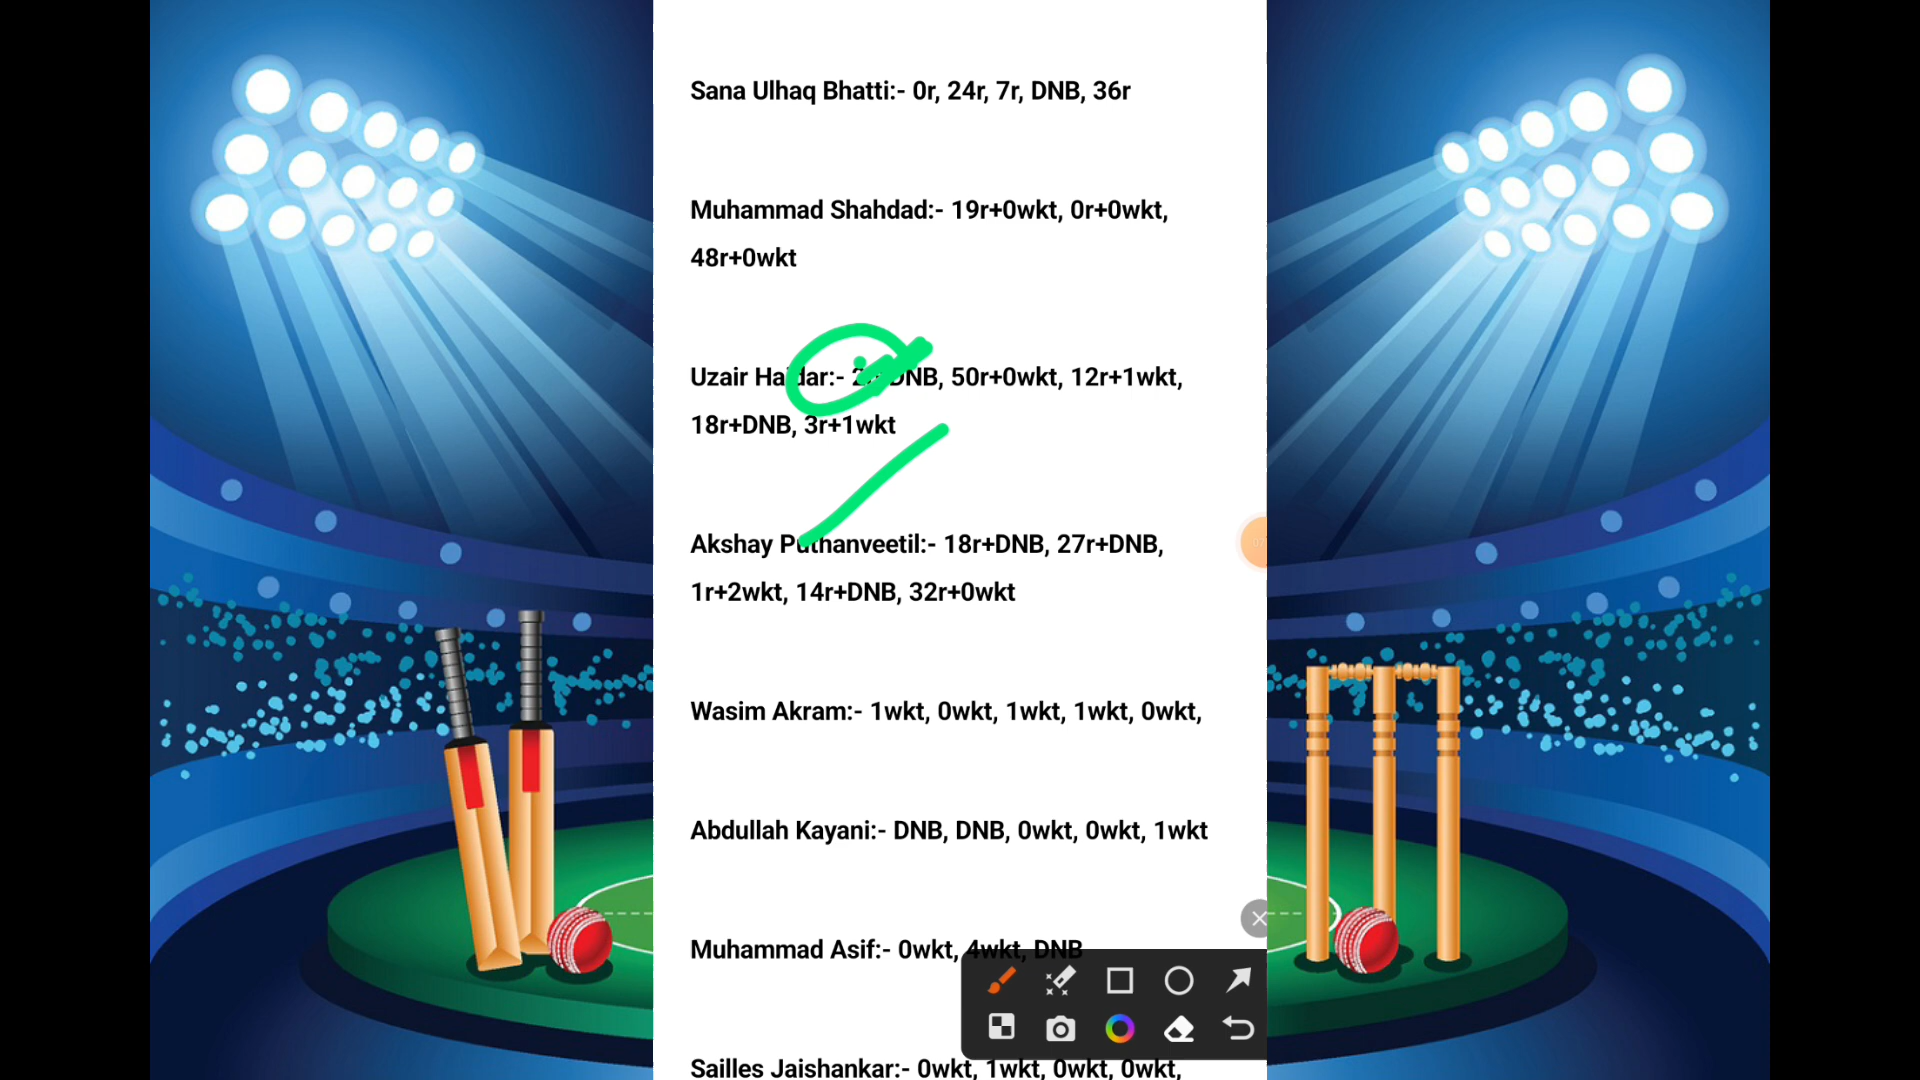 Sana Ulhaq Bhatti:- 0r, 24r, 7r, DNB, 36r
Muhammad Shahdad:- 19r+0wkt, 0r+0wkt,
48r+0wkt
Uzair Haidar:- DNB, 50r+0wkt, 12r+1wkt,
18r+DNB, 3r+1wkt
Akshay Puthanveetil:- 18r+DNB, 27r+DNB,
1r+2wkt, 14r+DNB, 32r+0wkt
Wasim Akram:- 1wkt, 0wkt, 1wkt, 1wkt, 0wkt,
Abdullah Kayani:- DNB, DNB, 0wkt, 0wkt, 1wkt
Muhammad Asif:- 0wkt, 4wkt, DNB
Sailles Jaishankar:- 0wkt, 1wkt, 0wkt, 0wkt,